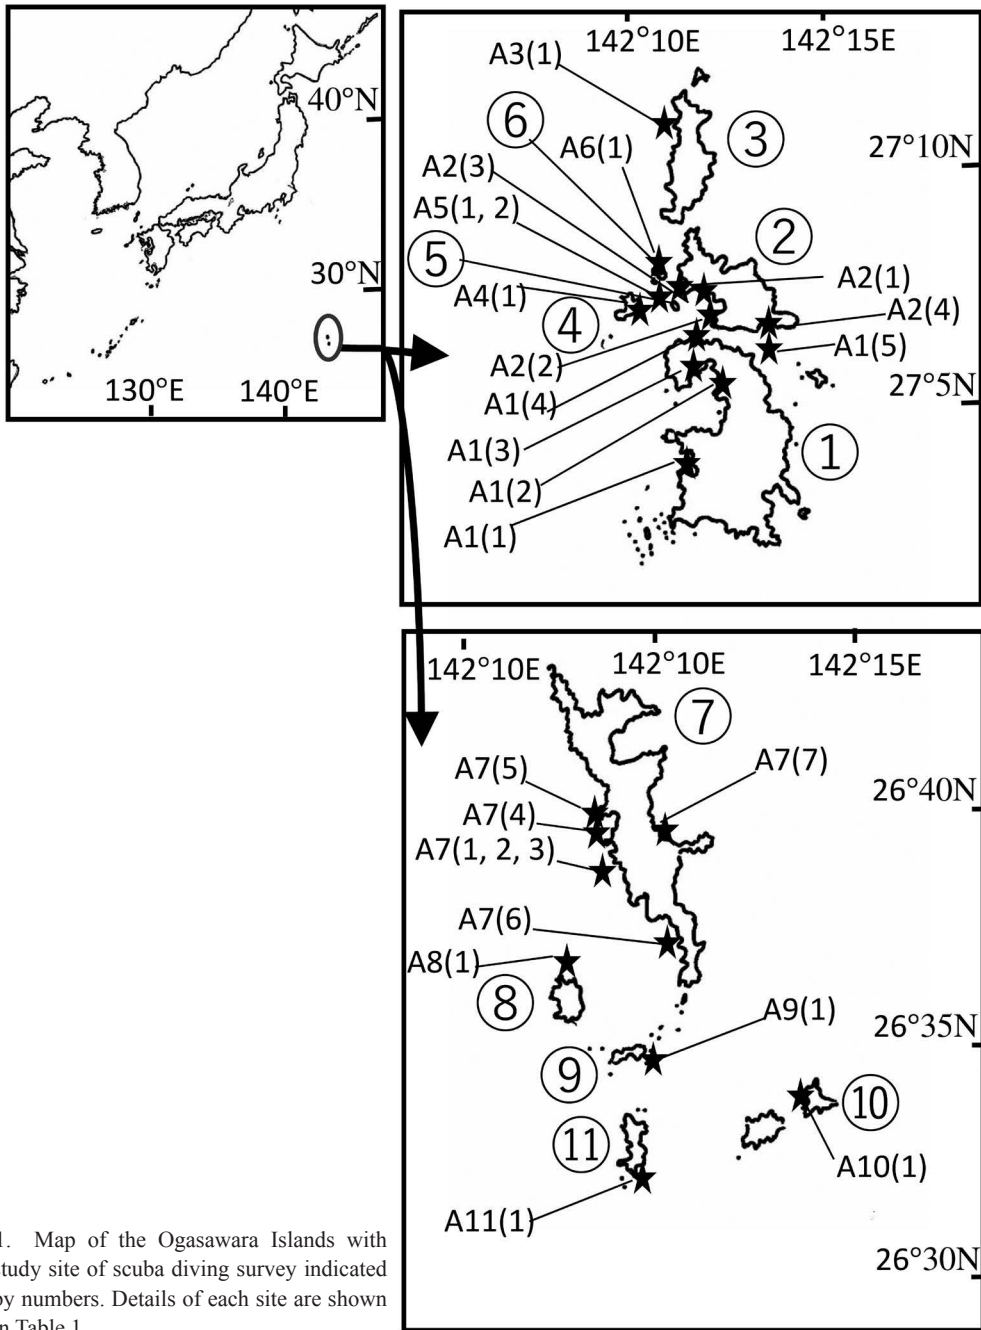 40°N
30°N
130°E
140°E
142°10E
142°15E
A3(1)
⑥
A6(1)
③
27°10N
A2(3)
A5(1, 2)
②
⑤
A4(1)
A2(1)
④
A2(4)
A2(2)
A1(5)
A1(4)
27°5N
A1(3)
①
A1(2)
A1(1)
142°10E
142°10E
142°15E
⑦
A7(5)
A7(7)
26°40N
A7(4)
A7(1, 2, 3)
A7(6)
A8(1)
⑧
A9(1)
26°35N
⑨
⑩
⑪
A10(1)
A11(1)
26°30N
1. Map of the Ogasawara Islands with
study site of scuba diving survey indicated
by numbers. Details of each site are shown
in Table 1.